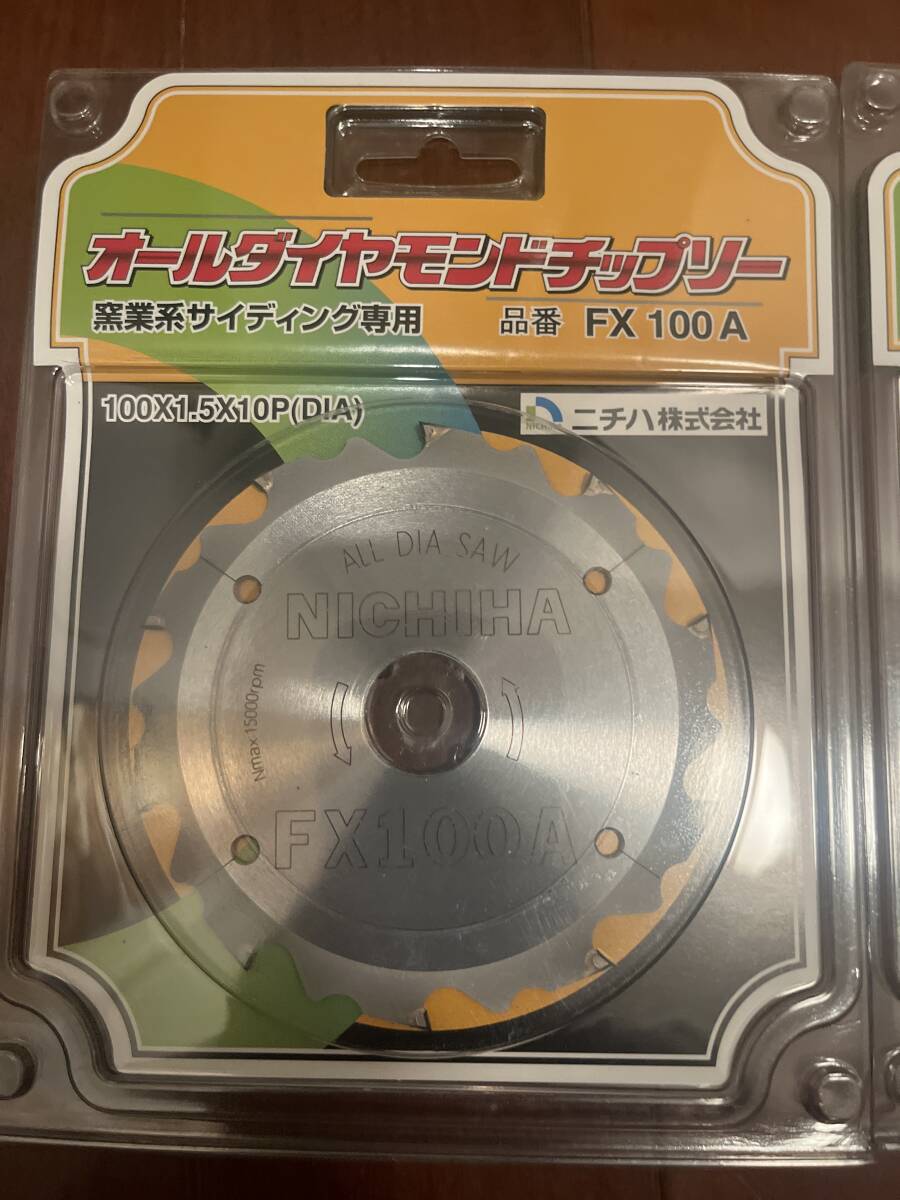 オールダイヤモンドチップソー
窯業系サイディング専用 品番 FX 100 A
100X1.5X10P(DIA)
NICHIHA ニチハ株式会社
ALL DIA SAW
NICHIHA
Nmax 15000rpm
FX100A